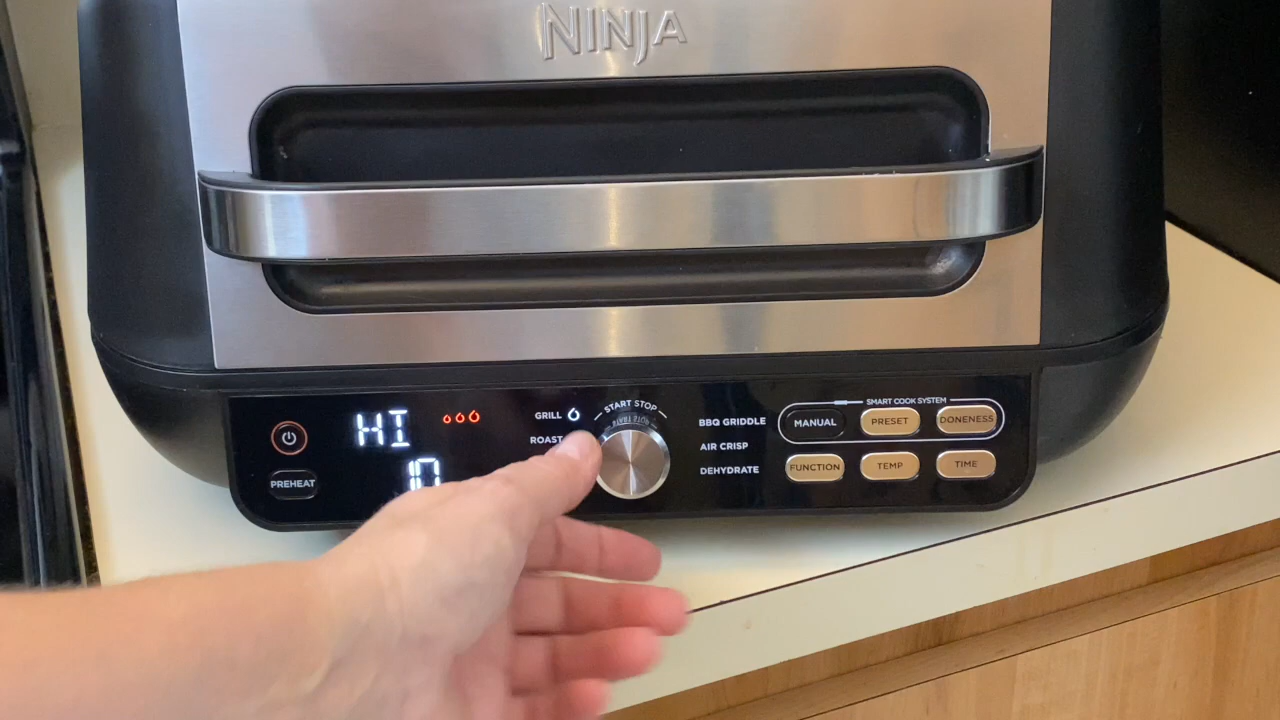 NINJA
HI
10
PREHEAT
GRILL
ROAST
START STOP
BBQ GRIDDLE
AIR CRISP
DEHYDRATE
SMART COOK SYSTEM
MANUAL
PRESET
DONENESS
FUNCTION
TEMP
TIME